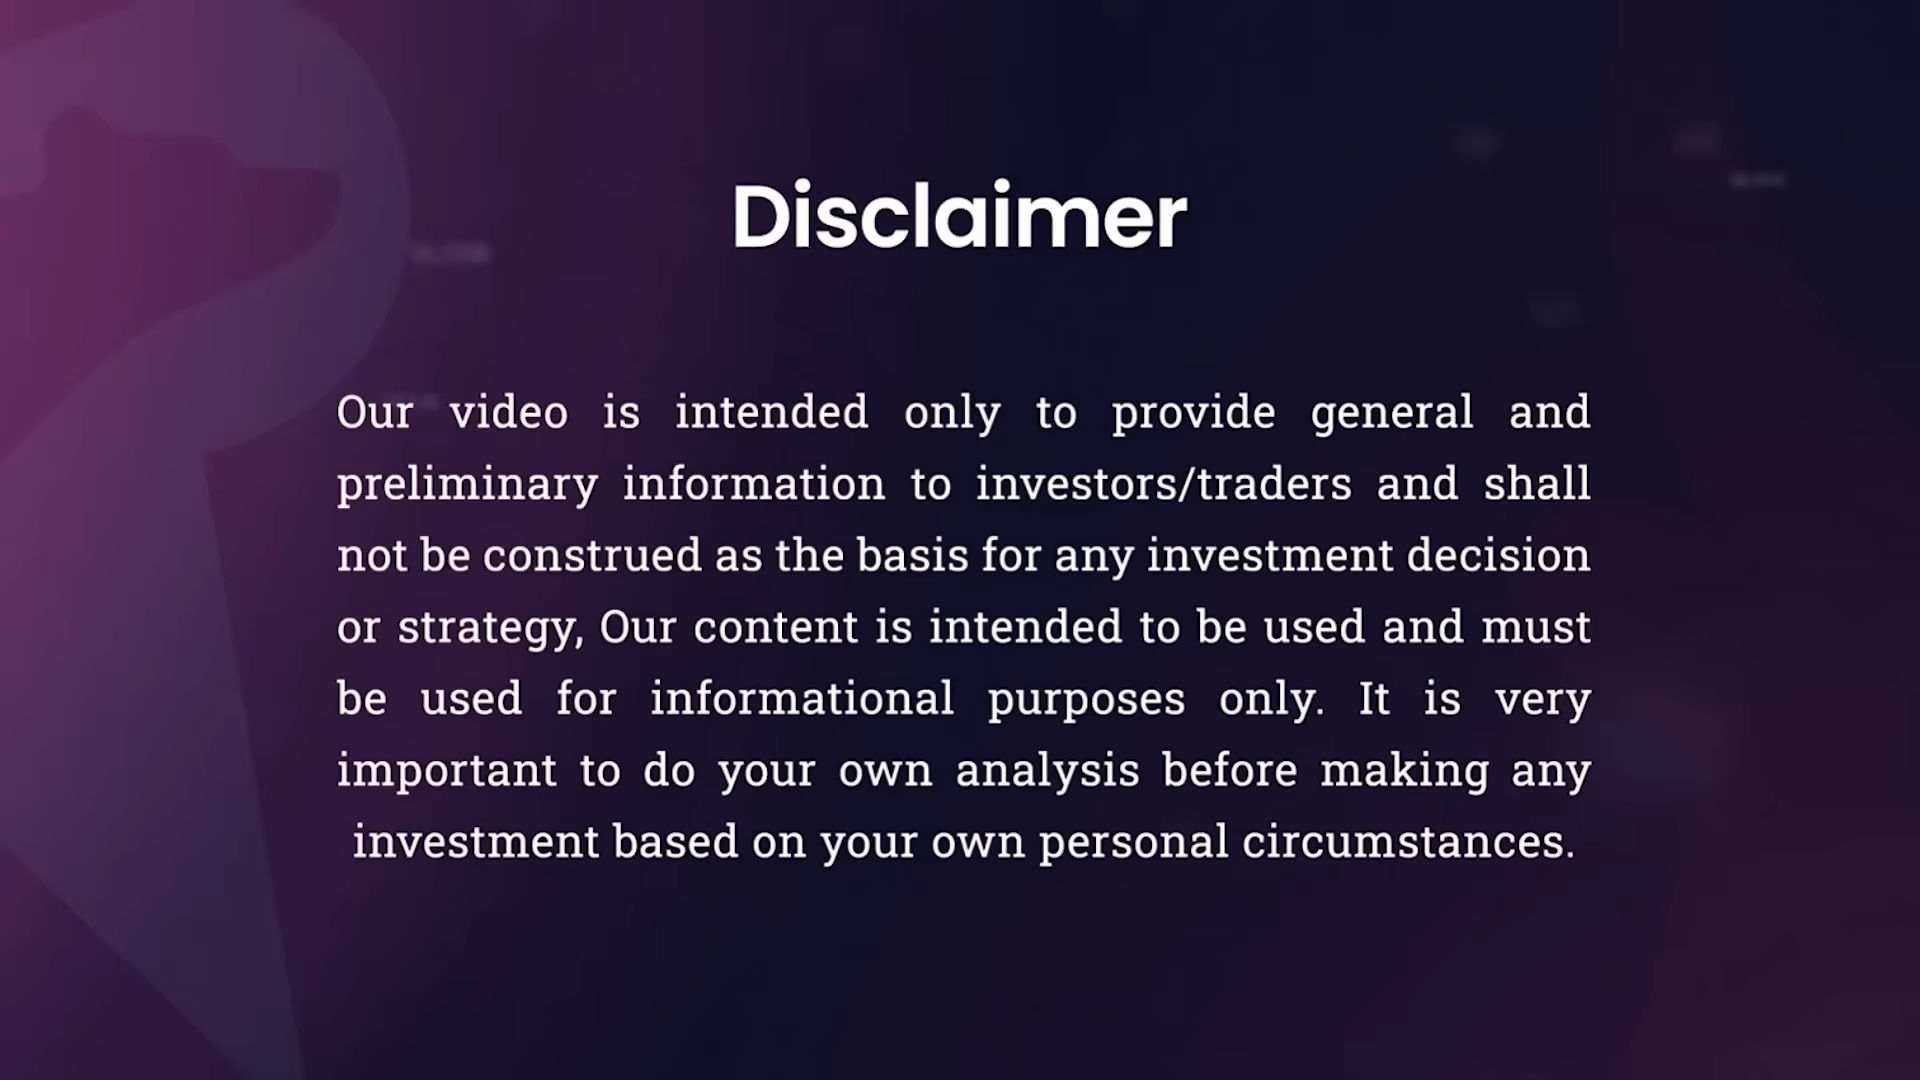 Disclaimer
Our video is intended only to provide general and
preliminary information to investors/traders and shall
not be construed as the basis for any investment decision
or strategy, Our content is intended to be used and must
be used for informational purposes only. It is very
important to do your own analysis before making any
investment based on your own personal circumstances.